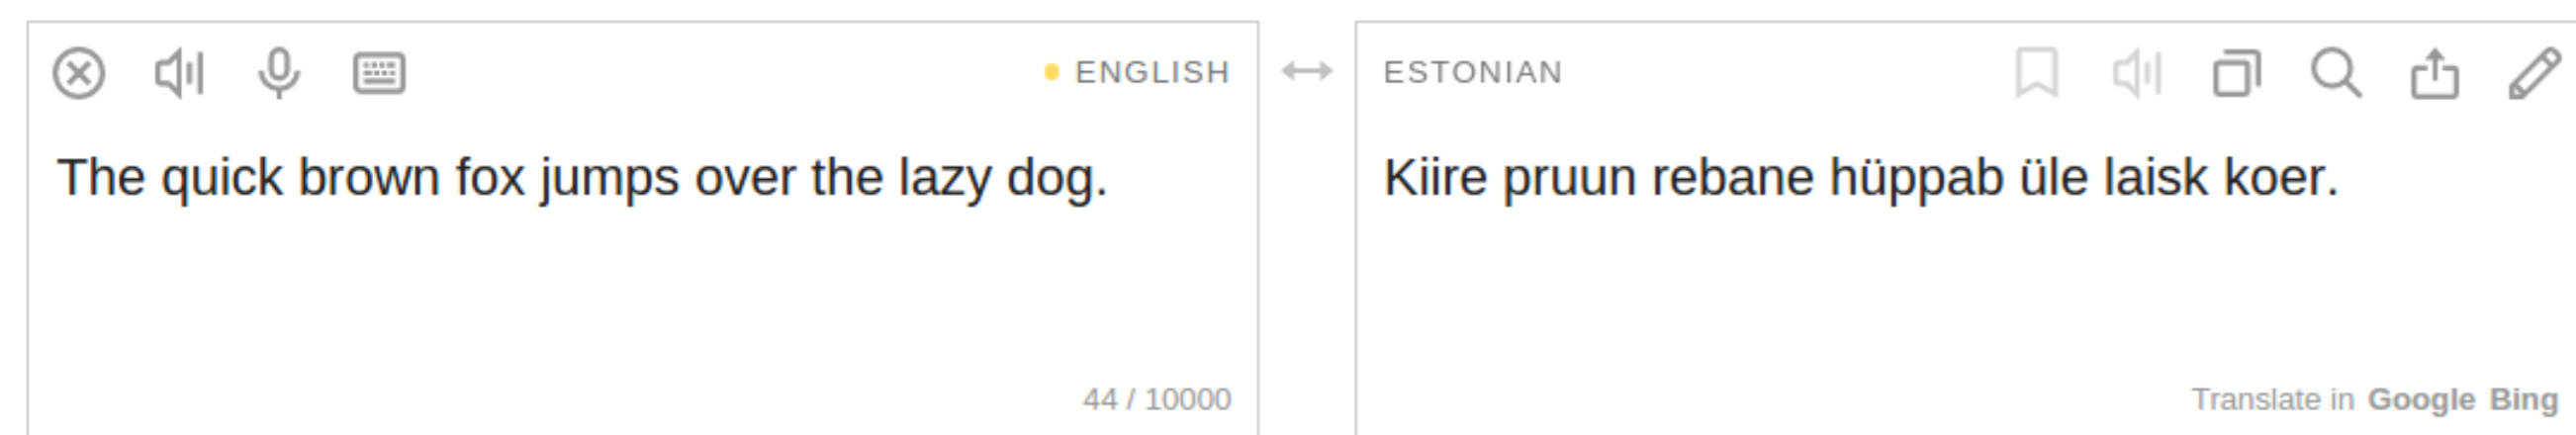 ENGLISH
ESTONIAN
The quick brown fox jumps over the lazy dog.
Kiire pruun rebane hüppab üle laisk koer.
44 / 10000
Translate in Google Bing